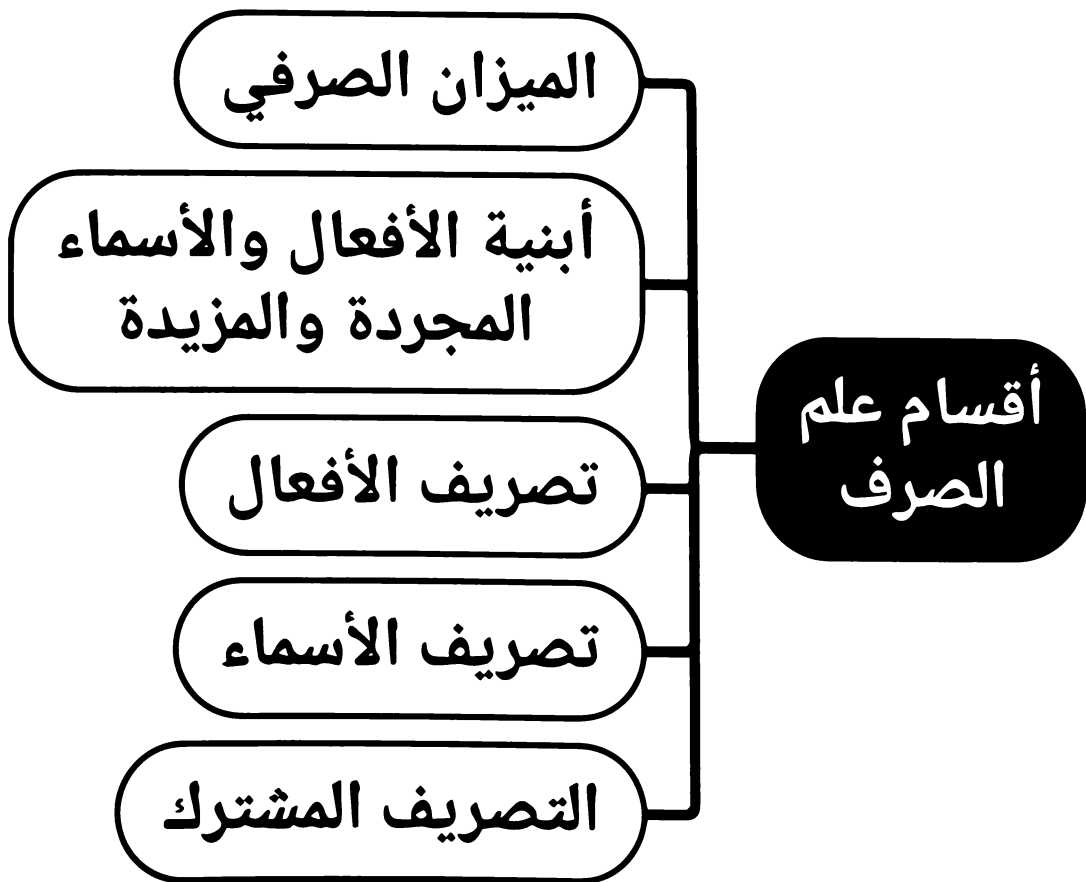 أقسام علم
الصرف
الميزان الصرفي
أبنية الأفعال والأسماء
المجردة والمزيدة
تصريف الأفعال
تصريف الأسماء
التصريف المشترك